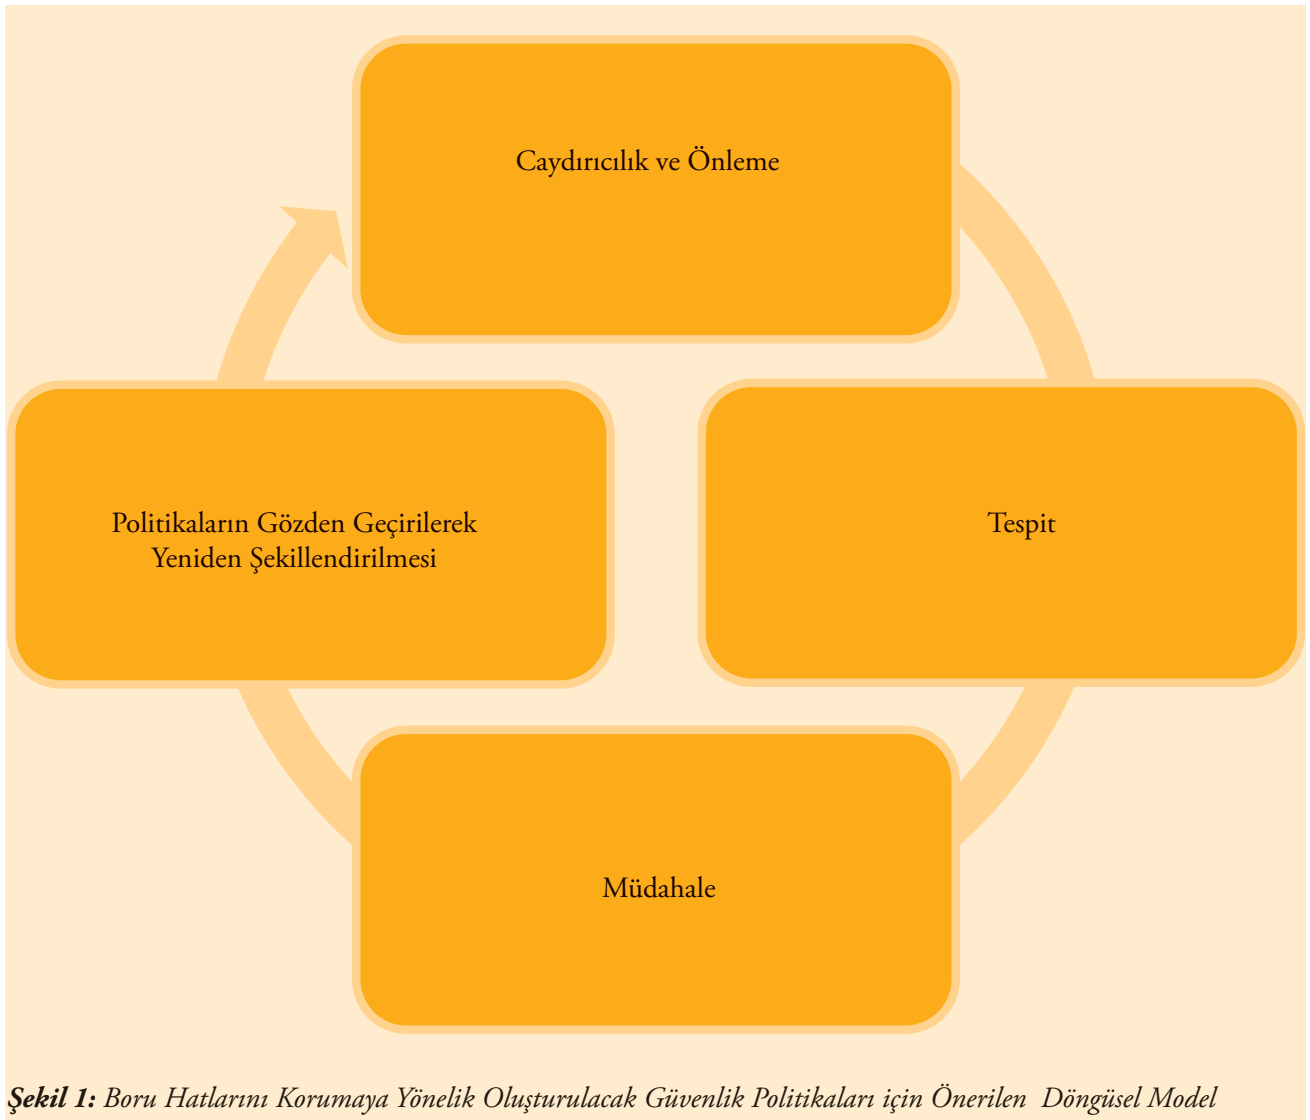 Caydırıcılık ve Önleme
Tespit
Müdahale
Politikaların Gözden Geçirilerek
Yeniden Şekillendirilmesi
Şekil 1: Boru Hatlarını Korumaya Yönelik Oluşturulacak Güvenlik Politikaları için Önerilen Döngüsel Model